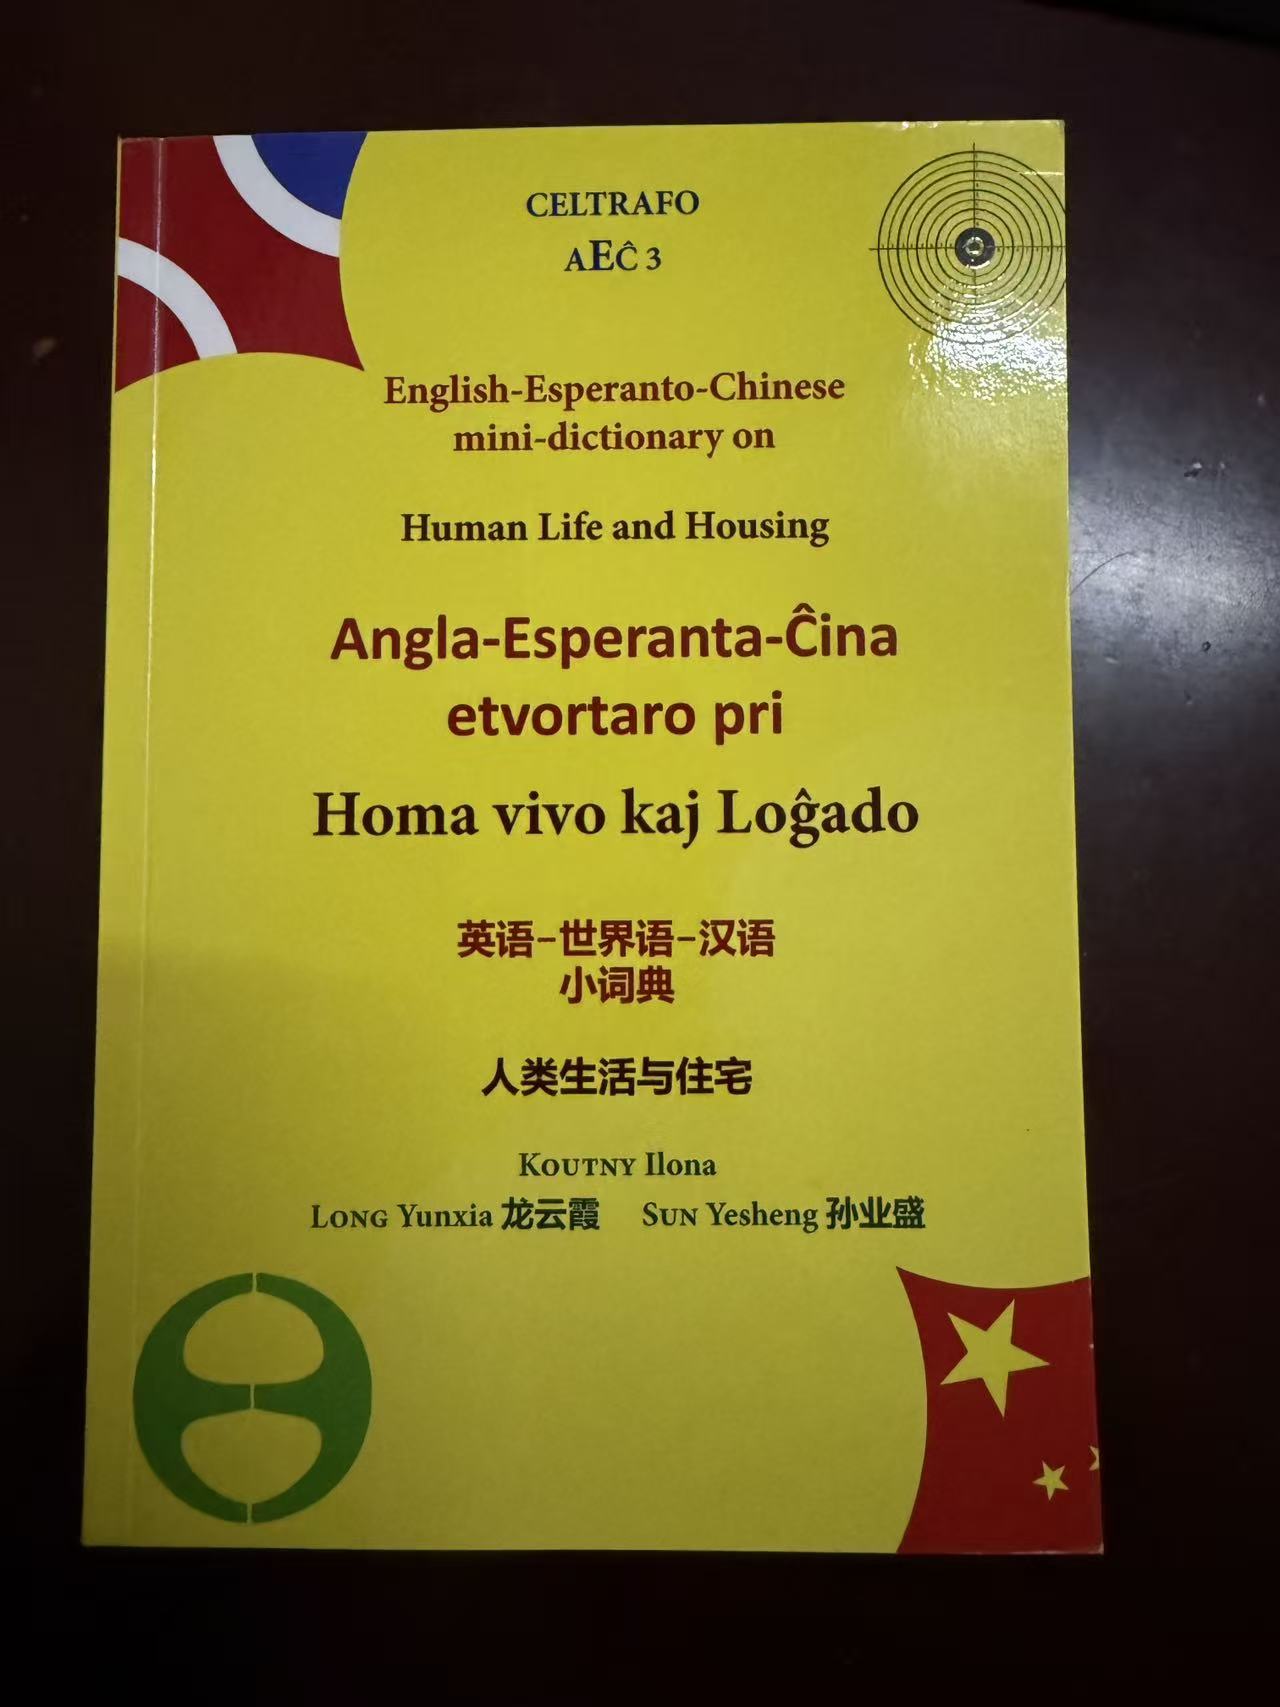 CELTRAFO
AEĈ 3
English-Esperanto-Chinese
mini-dictionary on
Human Life and Housing
Angla-Esperanta-Ĉina
etvortaro pri
Homa vivo kaj Loĝado
英语-世界语-汉语
小词典
人类生活与住宅
KOUTNY Ilona
LONG Yunxia 龙云霞 SUN Yesheng 孙业盛